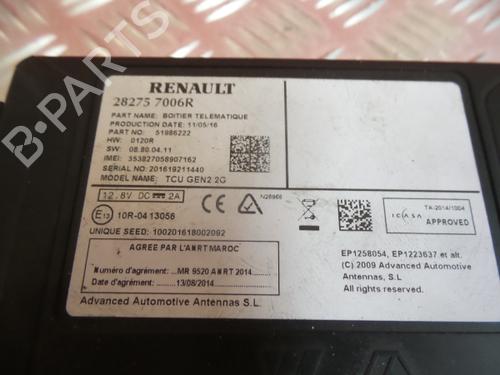 RENAULT
28275 7006R
PART NAME: BOITIER TELEMATIQUE
PRODUCTION DATE: 11/05/16
PART NO: 51986222
HW: 0120R
SW: 08.80.04.11
IMEI: 353827058907162
SERIAL NO: 201619211440
MODEL NAME: TCU GEN2 2G
12.8V DC 2A
E13 10R-04 13056
CE
N28966
UNIQUE SEED: 100201618002092
AGREE PAR L'ANRT MAROC
Numéro d'agrément: ...MR 9520 ANRT 2014...
Date d'agrément: ............13/08/2014............
Advanced Automotive Antennas S.L.
ICASA
TA-2014/1004
APPROVED
EP1258054, EP1223637 et alt.
(C) 2009 Advanced Automotive
Antennas, S.L
All rights reserved.
B-PARTS